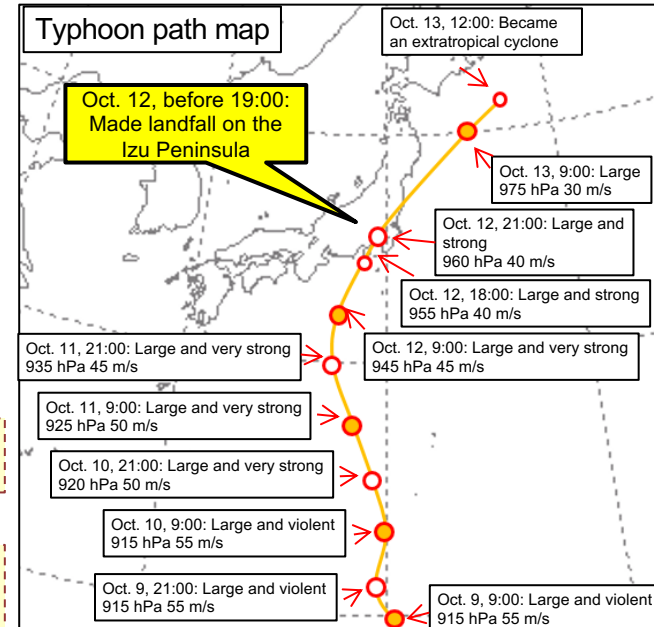 Typhoon path map
Oct. 13, 12:00: Became
an extratropical cyclone
Oct. 12, before 19:00:
Made landfall on the
Izu Peninsula
Oct. 13, 9:00: Large
975 hPa 30 m/s
Oct. 12, 21:00: Large and
strong
960 hPa 40 m/s
Oct. 12, 18:00: Large and strong
955 hPa 40 m/s
Oct. 11, 21:00: Large and very strong
935 hPa 45 m/s
Oct. 12, 9:00: Large and very strong
945 hPa 45 m/s
Oct. 11, 9:00: Large and very strong
925 hPa 50 m/s
Oct. 10, 21:00: Large and very strong
920 hPa 50 m/s
Oct. 10, 9:00: Large and violent
915 hPa 55 m/s
Oct. 9, 21:00: Large and violent
915 hPa 55 m/s
Oct. 9, 9:00: Large and violent
915 hPa 55 m/s